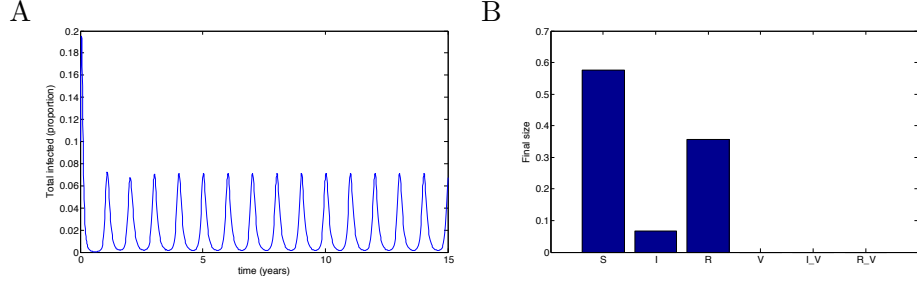 A
B
Total infected (proportion)
0.2
0.18
0.16
0.14
0.12
0.1
0.08
0.06
0.04
0.02
0
0
5
10
15
time (years)
Final size
0.7
0.6
0.5
0.4
0.3
0.2
0.1
0
S
I
R
V
I_V
R_V